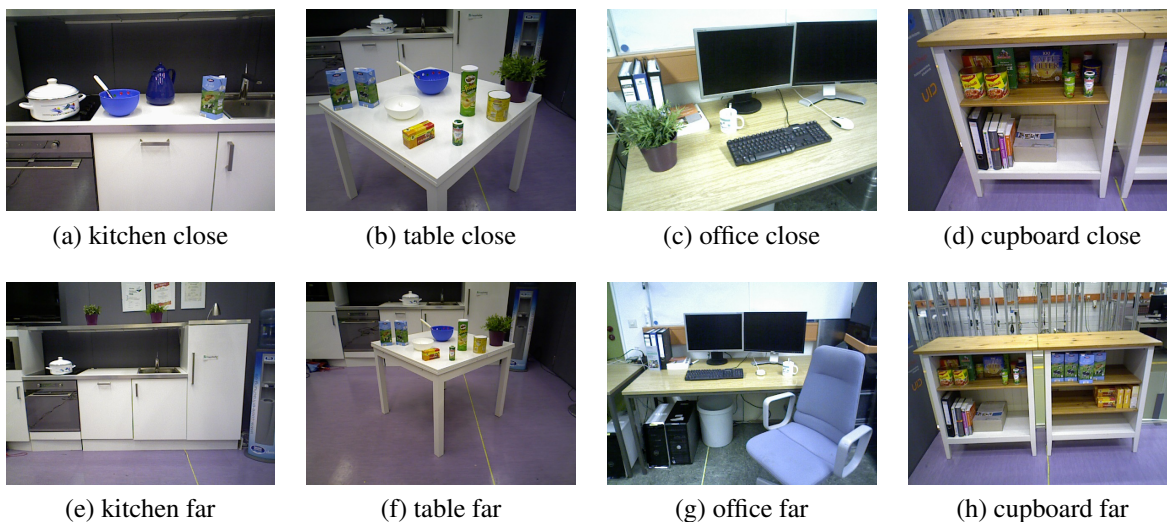 (a) kitchen close
(b) table close
(c) office close
(d) cupboard close
(e) kitchen far
(f) table far
(g) office far
(h) cupboard far